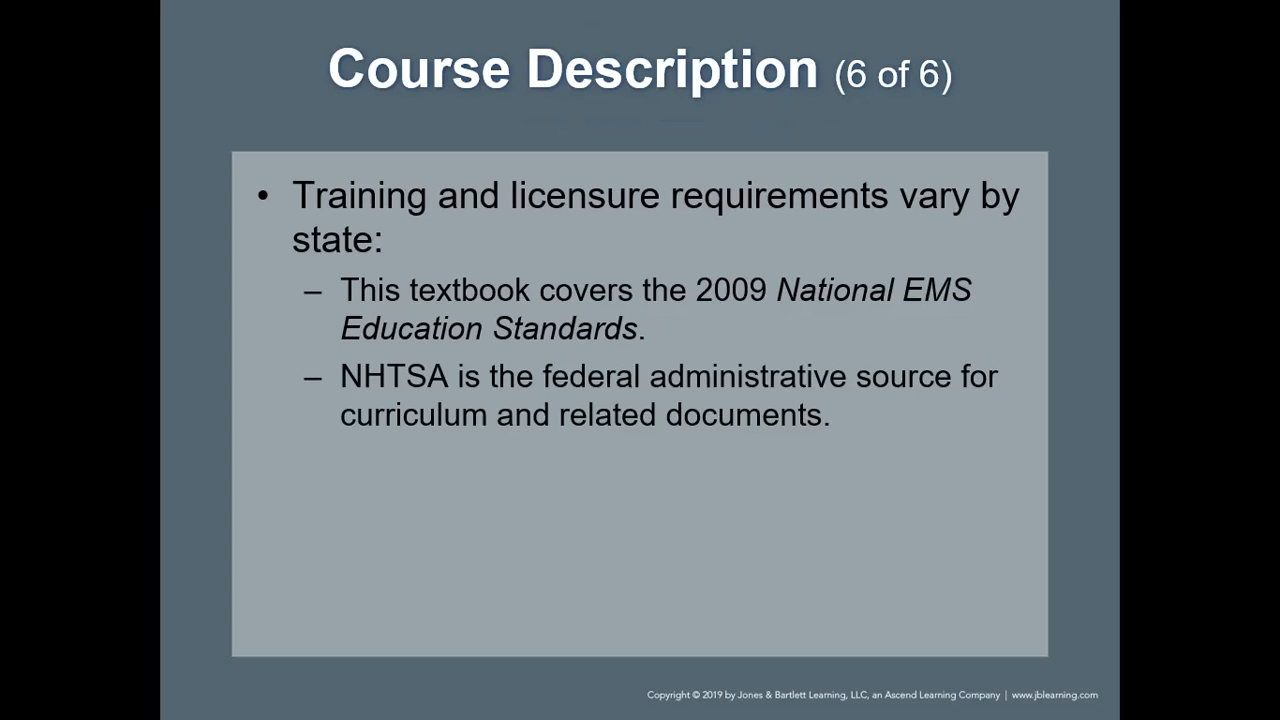 Course Description (6 of 6)
• Training and licensure requirements vary by
state:
– This textbook covers the 2009 National EMS
Education Standards.
– NHTSA is the federal administrative source for
curriculum and related documents.
Copyright © 2019 by Jones & Bartlett Learning, LLC, an Ascend Learning Company | www.jblearning.com